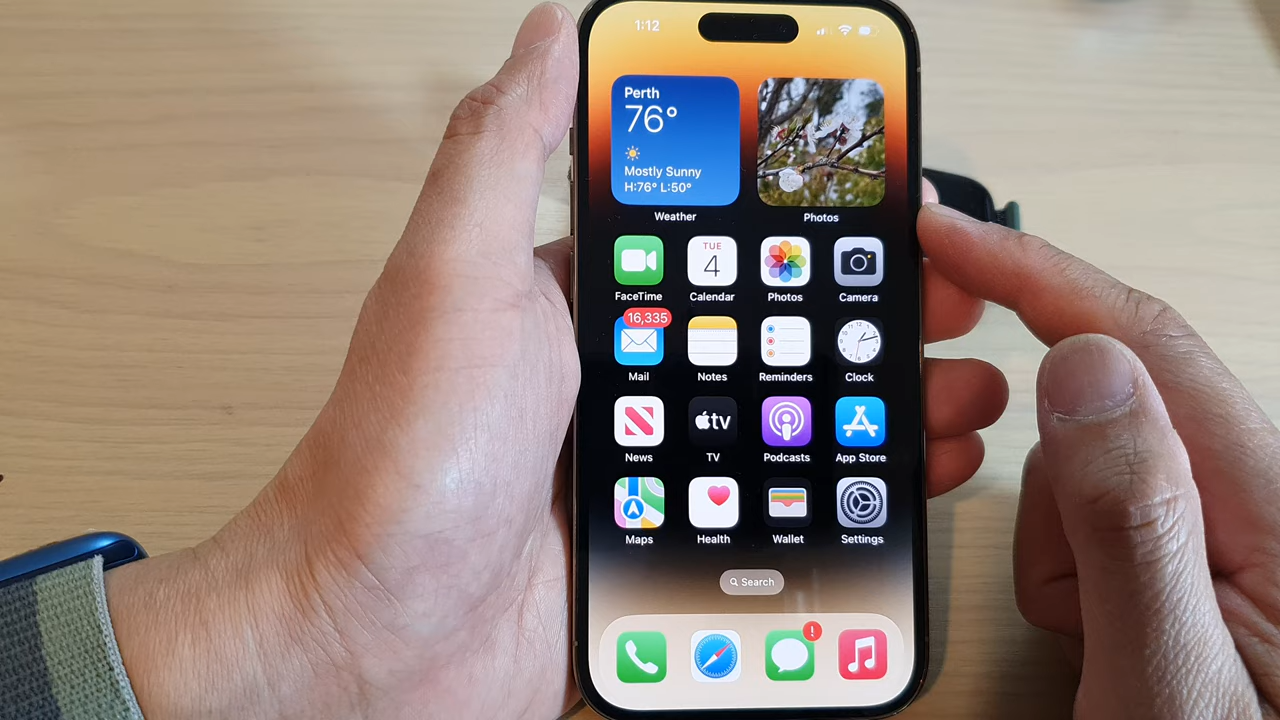 1:12
Perth
76°
Mostly Sunny
H:76° L:50°
Weather
Photos
TUE
4
FaceTime
Calendar
Photos
Camera
16,335
Mail
Notes
Reminders
Clock
tv
News
TV
Podcasts
App Store
Maps
Health
Wallet
Settings
Search
!